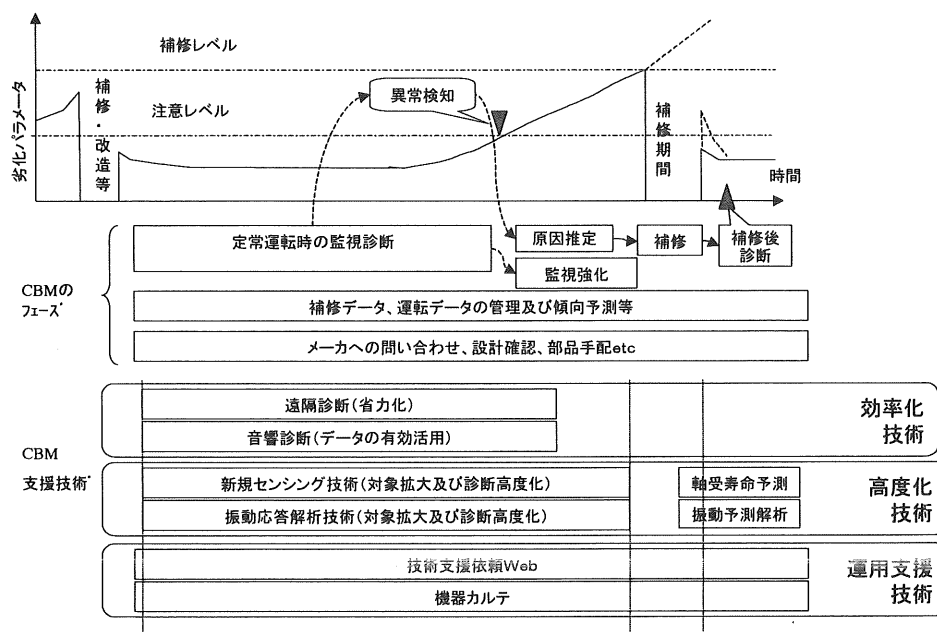 補修レベル
異常検知
注意レベル
劣化パラメータ
補修・改造等
補修期間
時間
定常運転時の監視診断
原因推定
補修
補修後
診断
監視強化
CBMの
フェーズ
補修データ、運転データの管理及び傾向予測等
メーカへの問い合わせ、設計確認、部品手配etc
遠隔診断(省力化)
音響診断(データの有効活用)
効率化
技術
CBM
支援技術
新規センシング技術(対象拡大及び診断高度化)
軸受寿命予測
振動応答解析技術(対象拡大及び診断高度化)
振動予測解析
高度化
技術
技術支援依頼Web
機器カルテ
運用支援
技術